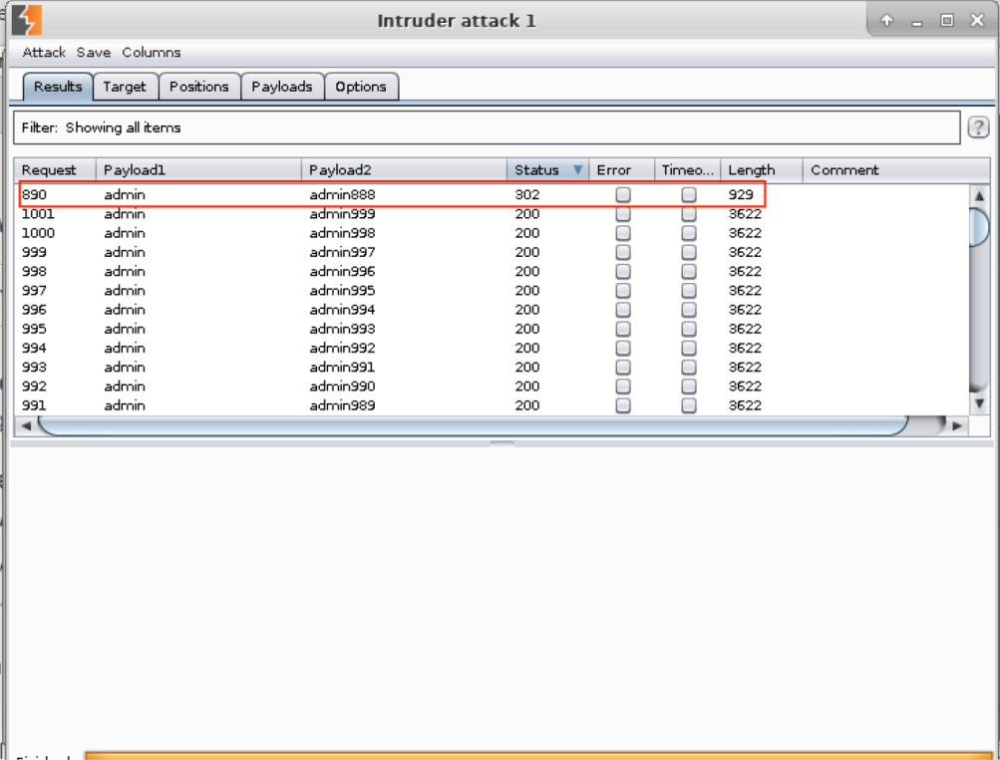 Intruder attack 1
Attack Save Columns
Results Target Positions Payloads Options
Filter: Showing all items ?
Request Payload1 Payload2 Status Error Timeo... Length Comment
890 admin admin888 302 929
1001 admin admin999 200 3622
1000 admin admin998 200 3622
999 admin admin997 200 3622
998 admin admin996 200 3622
997 admin admin995 200 3622
996 admin admin994 200 3622
995 admin admin993 200 3622
994 admin admin992 200 3622
993 admin admin991 200 3622
992 admin admin990 200 3622
991 admin admin989 200 3622